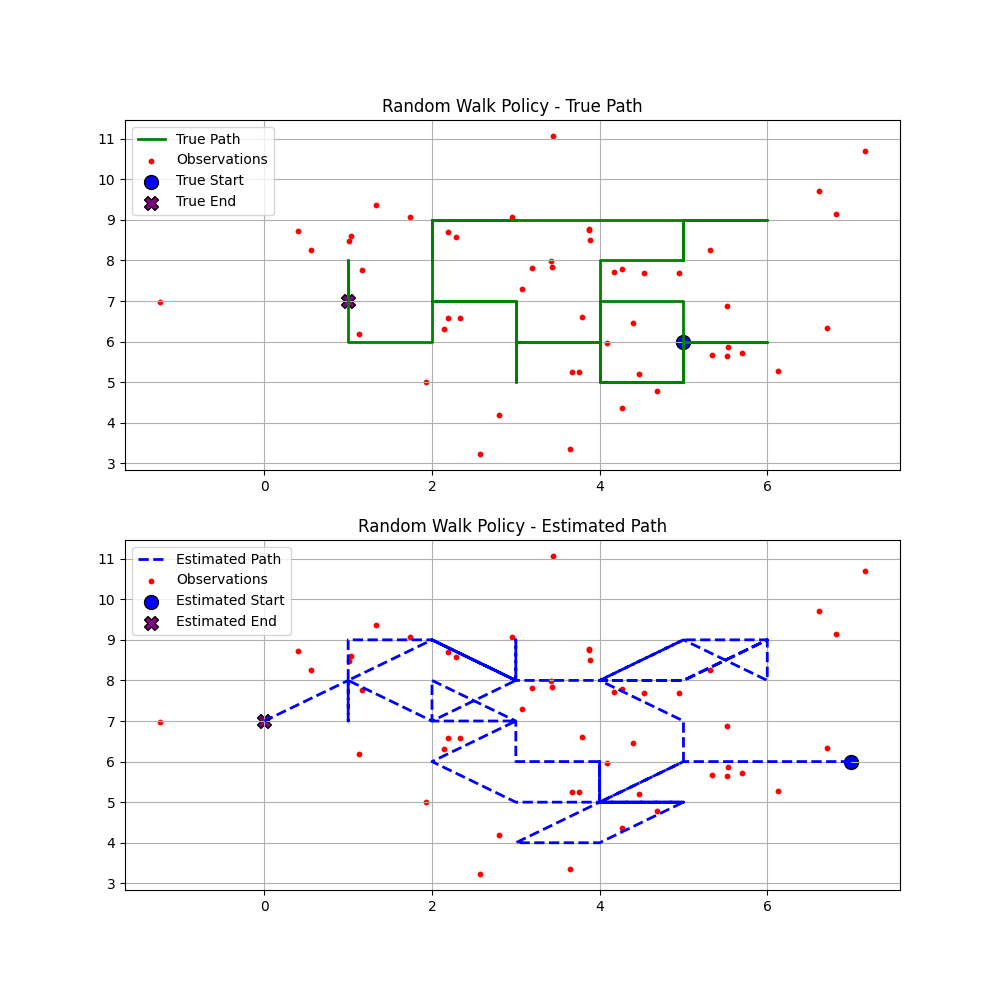 Random Walk Policy - True Path
True Path
Observations
True Start
True End
11
10
9
8
7
6
5
4
3
0 2 4 6
Random Walk Policy - Estimated Path
Estimated Path
Observations
Estimated Start
Estimated End
11
10
9
8
7
6
5
4
3
0 2 4 6